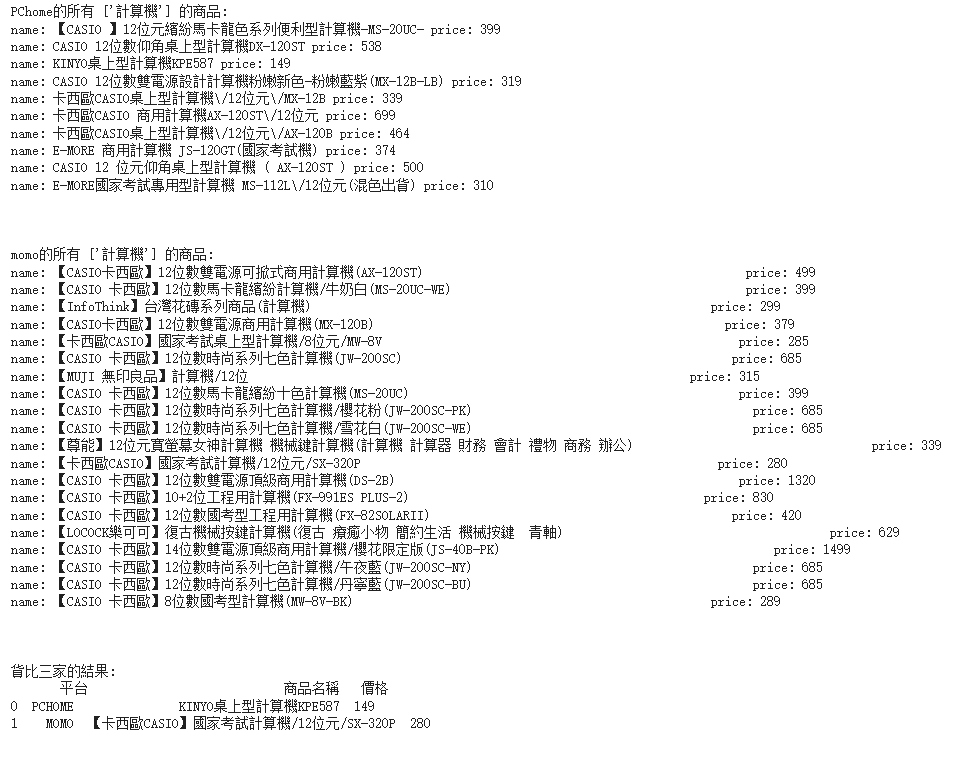 PChome的所有 ['計算機'] 的商品:
name: 【CASIO 】12位元繽紛馬卡龍色系列便利型計算機-MS-20UC- price: 399
name: CASIO 12位數仰角桌上型計算機DX-120ST price: 538
name: KINYO桌上型計算機KPE587 price: 149
name: CASIO 12位數雙電源設計計算機粉嫩新色-粉嫩藍紫(MX-12B-LB) price: 319
name: 卡西歐CASIO桌上型計算機\/12位元\/MX-12B price: 339
name: 卡西歐CASIO 商用計算機AX-120ST\/12位元 price: 699
name: 卡西歐CASIO桌上型計算機\/12位元\/AX-120B price: 464
name: E-MORE 商用計算機 JS-120GT(國家考試機) price: 374
name: CASIO 12 位元仰角桌上型計算機 ( AX-120ST ) price: 500
name: E-MORE國家考試專用型計算機 MS-112L\/12位元(混色出貨) price: 310
momo的所有 ['計算機'] 的商品:
name: 【CASIO卡西歐】12位數雙電源可掀式商用計算機(AX-120ST) price: 499
name: 【CASIO 卡西歐】12位數馬卡龍繽紛計算機/牛奶白(MS-20UC-WE) price: 399
name: 【InfoThink】台灣花磚系列商品(計算機) price: 299
name: 【CASIO卡西歐】12位數雙電源商用計算機(MX-120B) price: 379
name: 【卡西歐CASIO】國家考試桌上型計算機/8位元/MW-8V price: 285
name: 【CASIO 卡西歐】12位數時尚系列七色計算機(JW-200SC) price: 685
name: 【MUJI 無印良品】計算機/12位 price: 315
name: 【CASIO 卡西歐】12位數馬卡龍繽紛十色計算機(MS-20UC) price: 399
name: 【CASIO 卡西歐】12位數時尚系列七色計算機/櫻花粉(JW-200SC-PK) price: 685
name: 【CASIO 卡西歐】12位數時尚系列七色計算機/雪花白(JW-200SC-WE) price: 685
name: 【尊能】12位元寬螢幕女神計算機 機械鍵計算機(計算機 計算器 財務 會計 禮物 商務 辦公) price: 339
name: 【卡西歐CASIO】國家考試計算機/12位元/SX-320P price: 280
name: 【CASIO 卡西歐】12位數雙電源頂級商用計算機(DS-2B) price: 1320
name: 【CASIO 卡西歐】10+2位工程用計算機(FX-991ES PLUS-2) price: 830
name: 【CASIO 卡西歐】12位數國考型工程用計算機(FX-82SOLARII) price: 420
name: 【LOCOCK樂可可】復古機械按鍵計算機(復古 療癒小物 簡約生活 機械按鍵  青軸) price: 629
name: 【CASIO 卡西歐】14位數雙電源頂級商用計算機/櫻花限定版(JS-40B-PK) price: 1499
name: 【CASIO 卡西歐】12位數時尚系列七色計算機/午夜藍(JW-200SC-NY) price: 685
name: 【CASIO 卡西歐】12位數時尚系列七色計算機/丹寧藍(JW-200SC-BU) price: 685
name: 【CASIO 卡西歐】8位數國考型計算機(MW-8V-BK) price: 289
貨比三家的結果:
平台 商品名稱 價格
0 PCHOME KINYO桌上型計算機KPE587 149
1 MOMO 【卡西歐CASIO】國家考試計算機/12位元/SX-320P 280